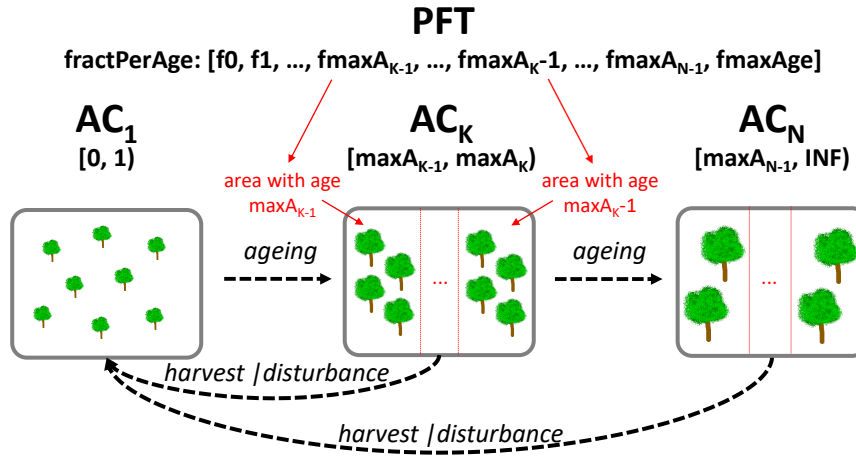 PFT
fractPerAge: [f0, f1, ..., fmaxA_{K-1}, ..., fmaxA_K-1, ..., fmaxA_{N-1}, fmaxAge]
AC_1 AC_K AC_N
[0, 1) [maxA_{K-1}, maxA_K) [maxA_{N-1}, INF)
area with age
maxA_{K-1}
area with age
maxA_K-1
ageing ageing
... ...
harvest |disturbance
harvest |disturbance